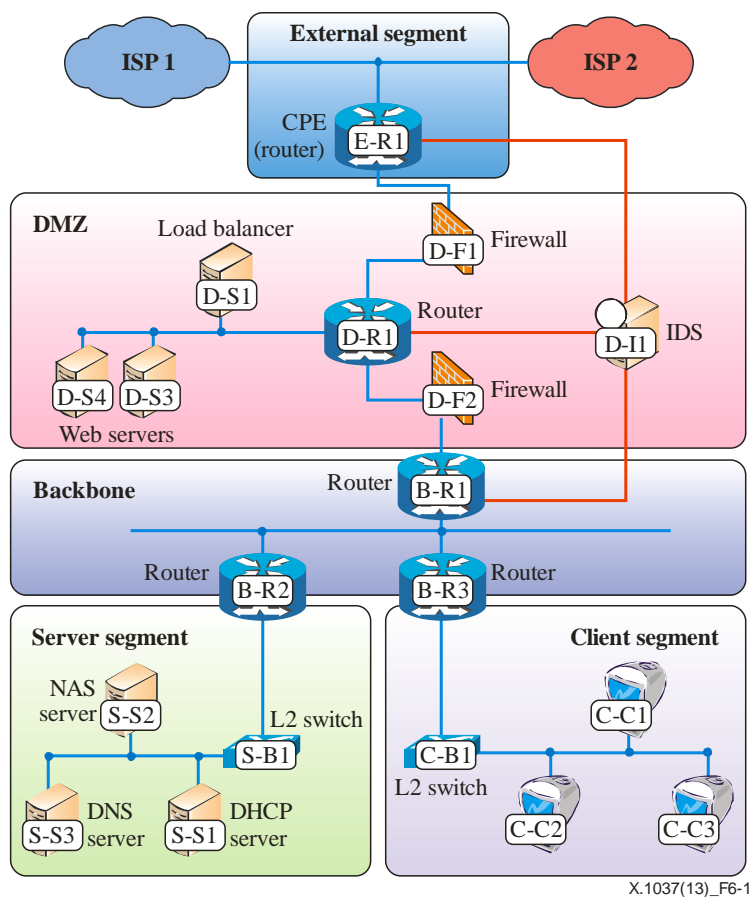 External segment
ISP 1
ISP 2
CPE
(router)
E-R1
DMZ
Load balancer
D-F1
Firewall
D-S1
Router
D-R1
D-I1
IDS
D-S4
D-S3
Web servers
D-F2
Firewall
Backbone
Router
B-R1
Router
B-R2
B-R3
Router
Server segment
Client segment
NAS
server
S-S2
L2 switch
S-B1
DNS
server
S-S3
DHCP
server
S-S1
C-C1
C-B1
L2 switch
C-C2
C-C3
X.1037(13)_F6-1